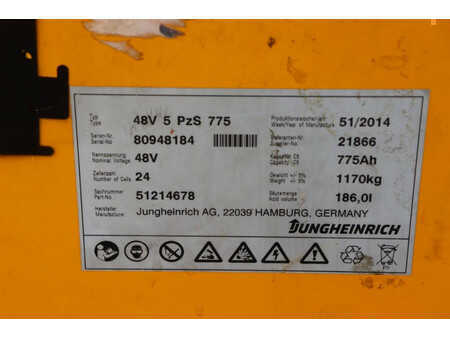 Typ 48V 5 PzS 775 Produktionswoche/-jahr 51/2014
Type Week/Year of Manufacture
Serien-Nr. 80948184 Lieferanten-Nr. 21866
Serial-No. Supplier-No.
Nennspannung 48V Kapazität C5 775Ah
Nominal Voltage Capacity C5
Zellenzahl 24 Gewicht +/- 5% 1170kg
Number of Cells Weight +/- 5%
Sachnummer 51214678 Säuremenge 186,0l
Part-No. Acid volume
Hersteller Jungheinrich AG, 22039 HAMBURG, GERMANY
Manufacturer
JUNGHEINRICH
Pb